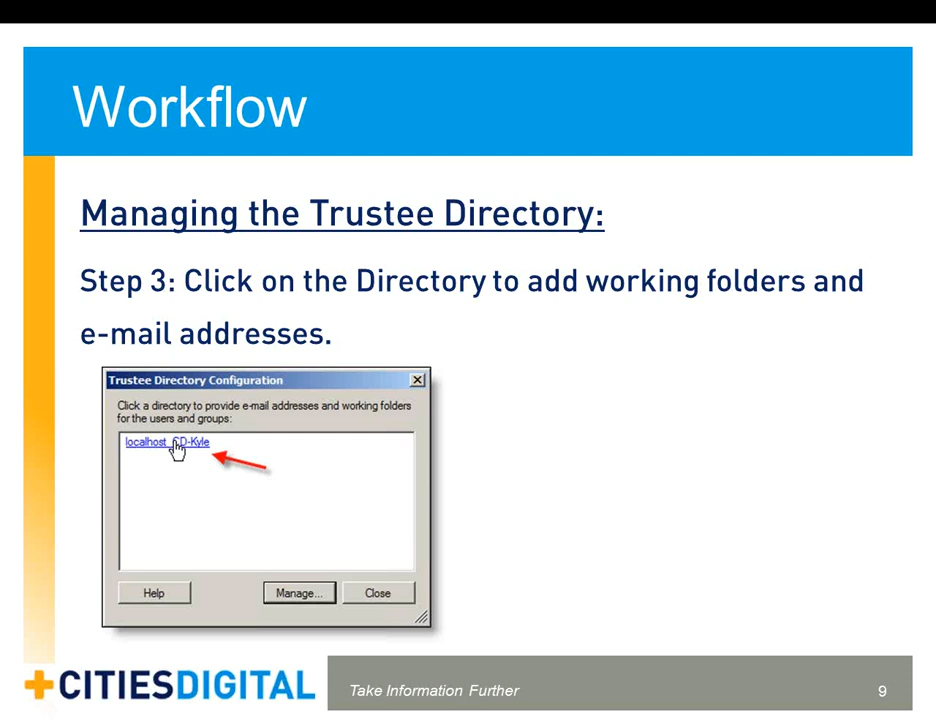 Workflow
Managing the Trustee Directory:
Step 3: Click on the Directory to add working folders and
e-mail addresses.
Trustee Directory Configuration
Click a directory to provide e-mail addresses and working folders
for the users and groups:
localhost_CD-Kyle
Help Manage... Close
CITIESDIGITAL Take Information Further 9